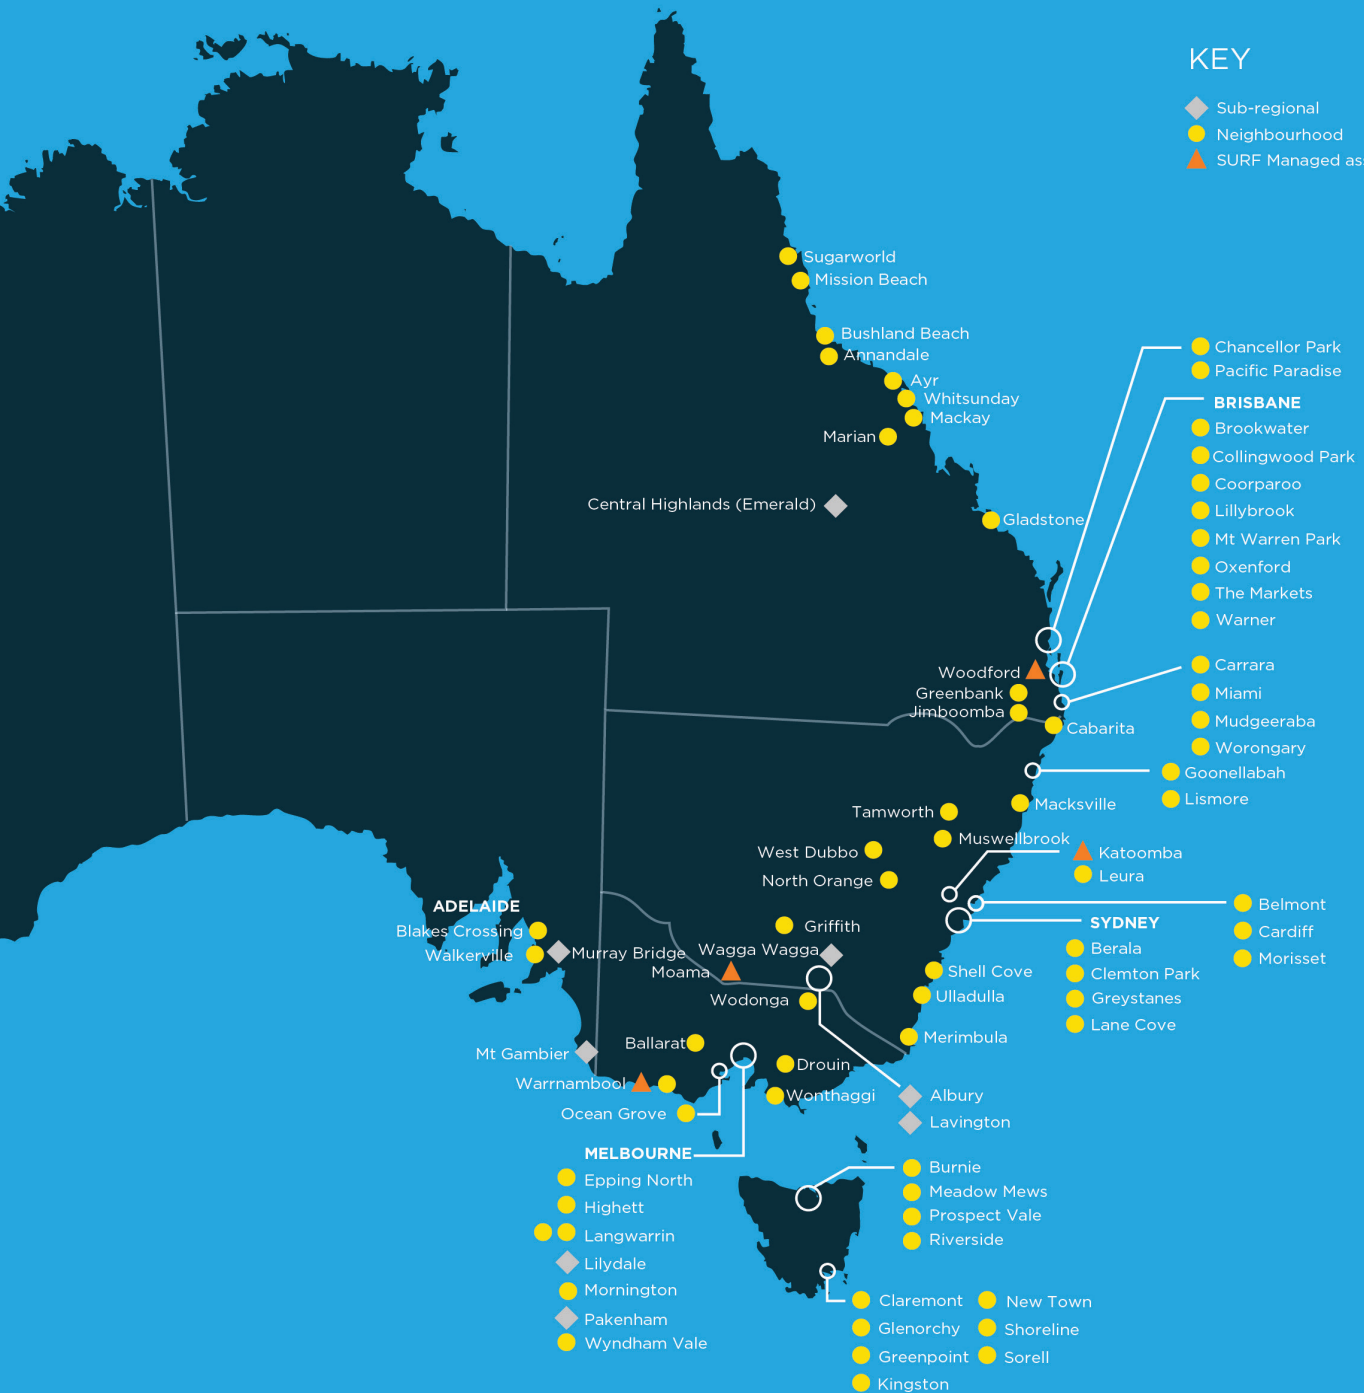 KEY
Sub-regional
Neighbourhood
SURF Managed as
Sugarworld
Mission Beach
Bushland Beach
Annandale
Ayr
Whitsunday
Mackay
Marian
Central Highlands (Emerald)
Gladstone
Chancellor Park
Pacific Paradise
BRISBANE
Brookwater
Collingwood Park
Coorparoo
Lillybrook
Mt Warren Park
Oxenford
The Markets
Warner
Woodford
Greenbank
Jimboomba
Cabarita
Carrara
Miami
Mudgeeraba
Worongary
Goonellabah
Lismore
Macksville
Tamworth
Muswellbrook
West Dubbo
North Orange
Katoomba
Leura
Belmont
Cardiff
Morisset
SYDNEY
Berala
Clemton Park
Greystanes
Lane Cove
ADELAIDE
Blakes Crossing
Walkerville
Murray Bridge
Griffith
Wagga Wagga
Moama
Wodonga
Shell Cove
Ulladulla
Merimbula
Mt Gambier
Ballarat
Warrnambool
Ocean Grove
Drouin
Wonthaggi
Albury
Lavington
MELBOURNE
Epping North
Highett
Langwarrin
Lilydale
Mornington
Pakenham
Wyndham Vale
Burnie
Meadow Mews
Prospect Vale
Riverside
Claremont
Glenorchy
Greenpoint
Kingston
New Town
Shoreline
Sorell